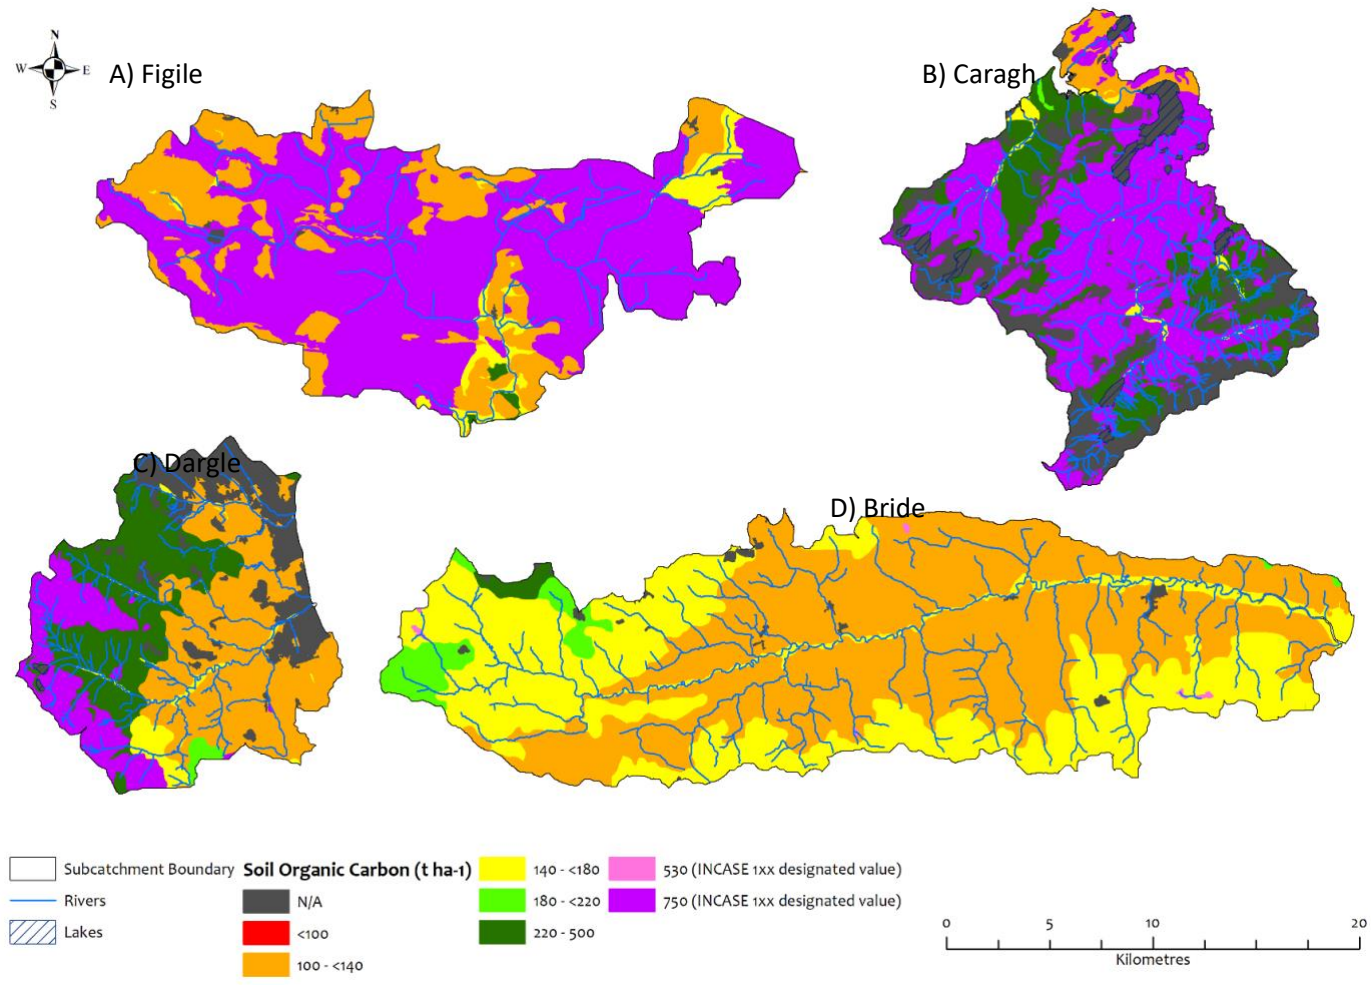 N
W E
S
A) Figile
B) Caragh
C) Dargle
D) Bride
Subcatchment Boundary
Rivers
Lakes
Soil Organic Carbon (t ha-1)
N/A
<100
100 - <140
140 - <180
180 - <220
220 - 500
530 (INCASE 1xx designated value)
750 (INCASE 1xx designated value)
0 5 10 20
Kilometres